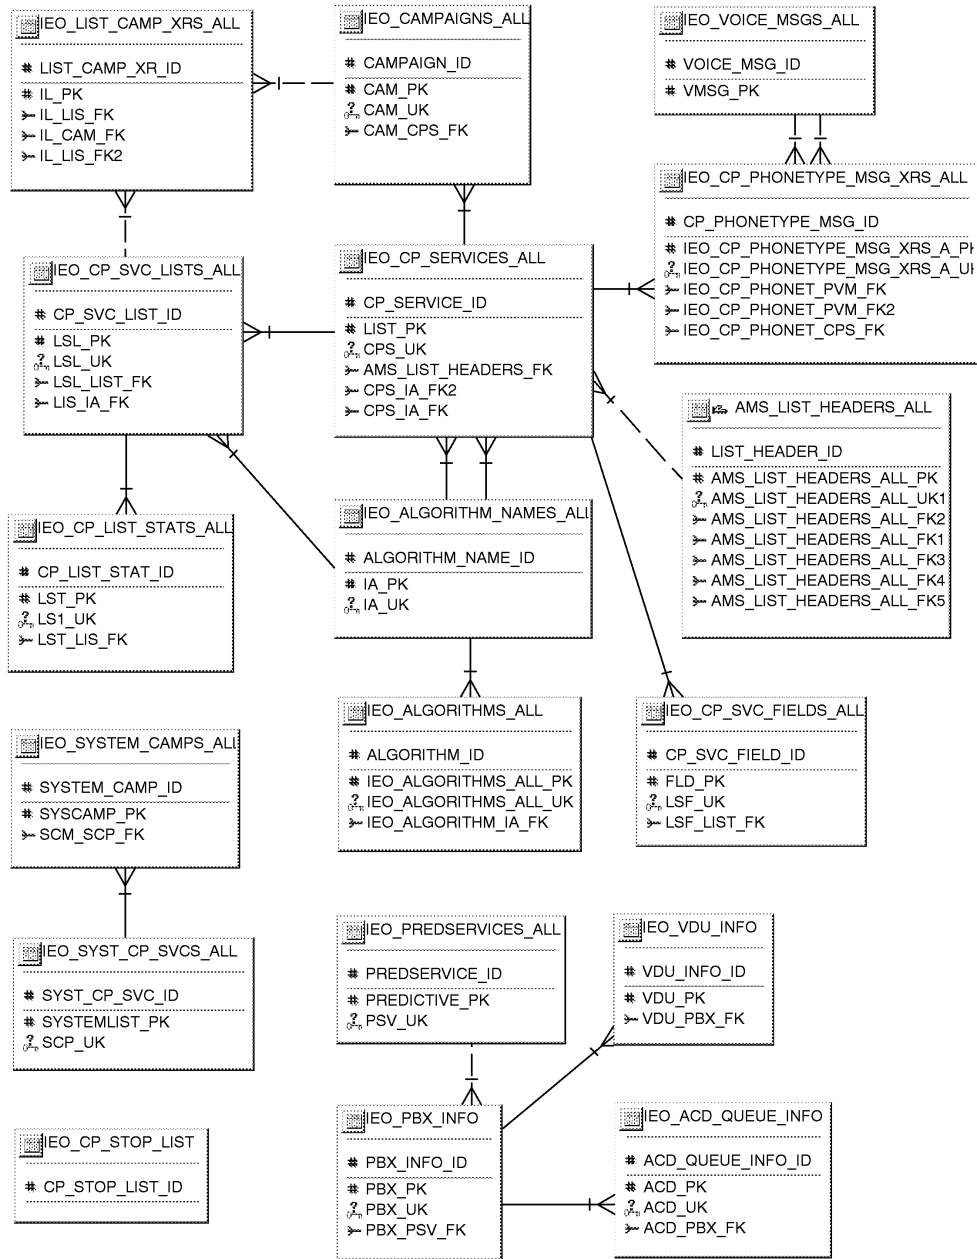 IEO_LIST_CAMP_XRS_ALL
# LIST_CAMP_XR_ID
# IL_PK
IL_LIS_FK
IL_CAM_FK
IL_LIS_FK2
IEO_CAMPAIGNS_ALL
# CAMPAIGN_ID
# CAM_PK
CAM_UK
CAM_CPS_FK
IEO_VOICE_MSGS_ALL
# VOICE_MSG_ID
# VMSG_PK
IEO_CP_PHONETYPE_MSG_XRS_ALL
# CP_PHONETYPE_MSG_ID
# IEO_CP_PHONETYPE_MSG_XRS_A_PK
IEO_CP_PHONETYPE_MSG_XRS_A_UK
IEO_CP_PHONET_PVM_FK
IEO_CP_PHONET_PVM_FK2
IEO_CP_PHONET_CPS_FK
IEO_CP_SVC_LISTS_ALL
# CP_SVC_LIST_ID
# LSL_PK
LSL_UK
LSL_LIST_FK
LIS_IA_FK
IEO_CP_SERVICES_ALL
# CP_SERVICE_ID
# LIST_PK
CPS_UK
AMS_LIST_HEADERS_FK
CPS_IA_FK2
CPS_IA_FK
AMS_LIST_HEADERS_ALL
# LIST_HEADER_ID
# AMS_LIST_HEADERS_ALL_PK
AMS_LIST_HEADERS_ALL_UK1
AMS_LIST_HEADERS_ALL_FK2
AMS_LIST_HEADERS_ALL_FK1
AMS_LIST_HEADERS_ALL_FK3
AMS_LIST_HEADERS_ALL_FK4
AMS_LIST_HEADERS_ALL_FK5
IEO_CP_LIST_STATS_ALL
# CP_LIST_STAT_ID
# LST_PK
LS1_UK
LST_LIS_FK
IEO_ALGORITHM_NAMES_ALL
# ALGORITHM_NAME_ID
# IA_PK
IA_UK
IEO_ALGORITHMS_ALL
# ALGORITHM_ID
# IEO_ALGORITHMS_ALL_PK
IEO_ALGORITHMS_ALL_UK
IEO_ALGORITHM_IA_FK
IEO_CP_SVC_FIELDS_ALL
# CP_SVC_FIELD_ID
# FLD_PK
LSF_UK
LSF_LIST_FK
IEO_SYSTEM_CAMPS_ALL
# SYSTEM_CAMP_ID
# SYSCAMP_PK
SCM_SCP_FK
IEO_SYST_CP_SVCS_ALL
# SYST_CP_SVC_ID
# SYSTEMLIST_PK
SCP_UK
IEO_PREDSERVICES_ALL
# PREDSERVICE_ID
# PREDICTIVE_PK
PSV_UK
IEO_VDU_INFO
# VDU_INFO_ID
# VDU_PK
VDU_PBX_FK
IEO_CP_STOP_LIST
# CP_STOP_LIST_ID
IEO_PBX_INFO
# PBX_INFO_ID
# PBX_PK
PBX_UK
PBX_PSV_FK
IEO_ACD_QUEUE_INFO
# ACD_QUEUE_INFO_ID
# ACD_PK
ACD_UK
ACD_PBX_FK